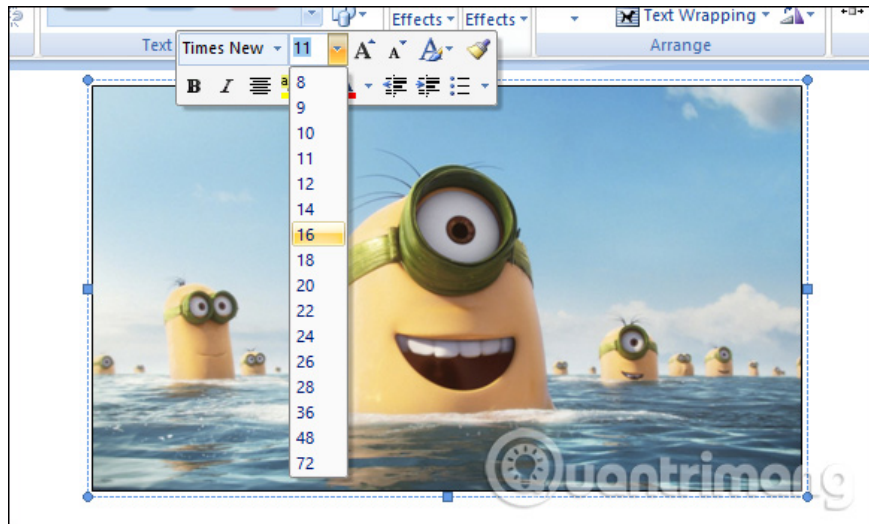 Effects Effects
Text Wrapping
Text
Arrange
Times New 11 A A A
B I
8
9
10
11
12
14
16
18
20
22
24
26
28
36
48
72
Quantrimang